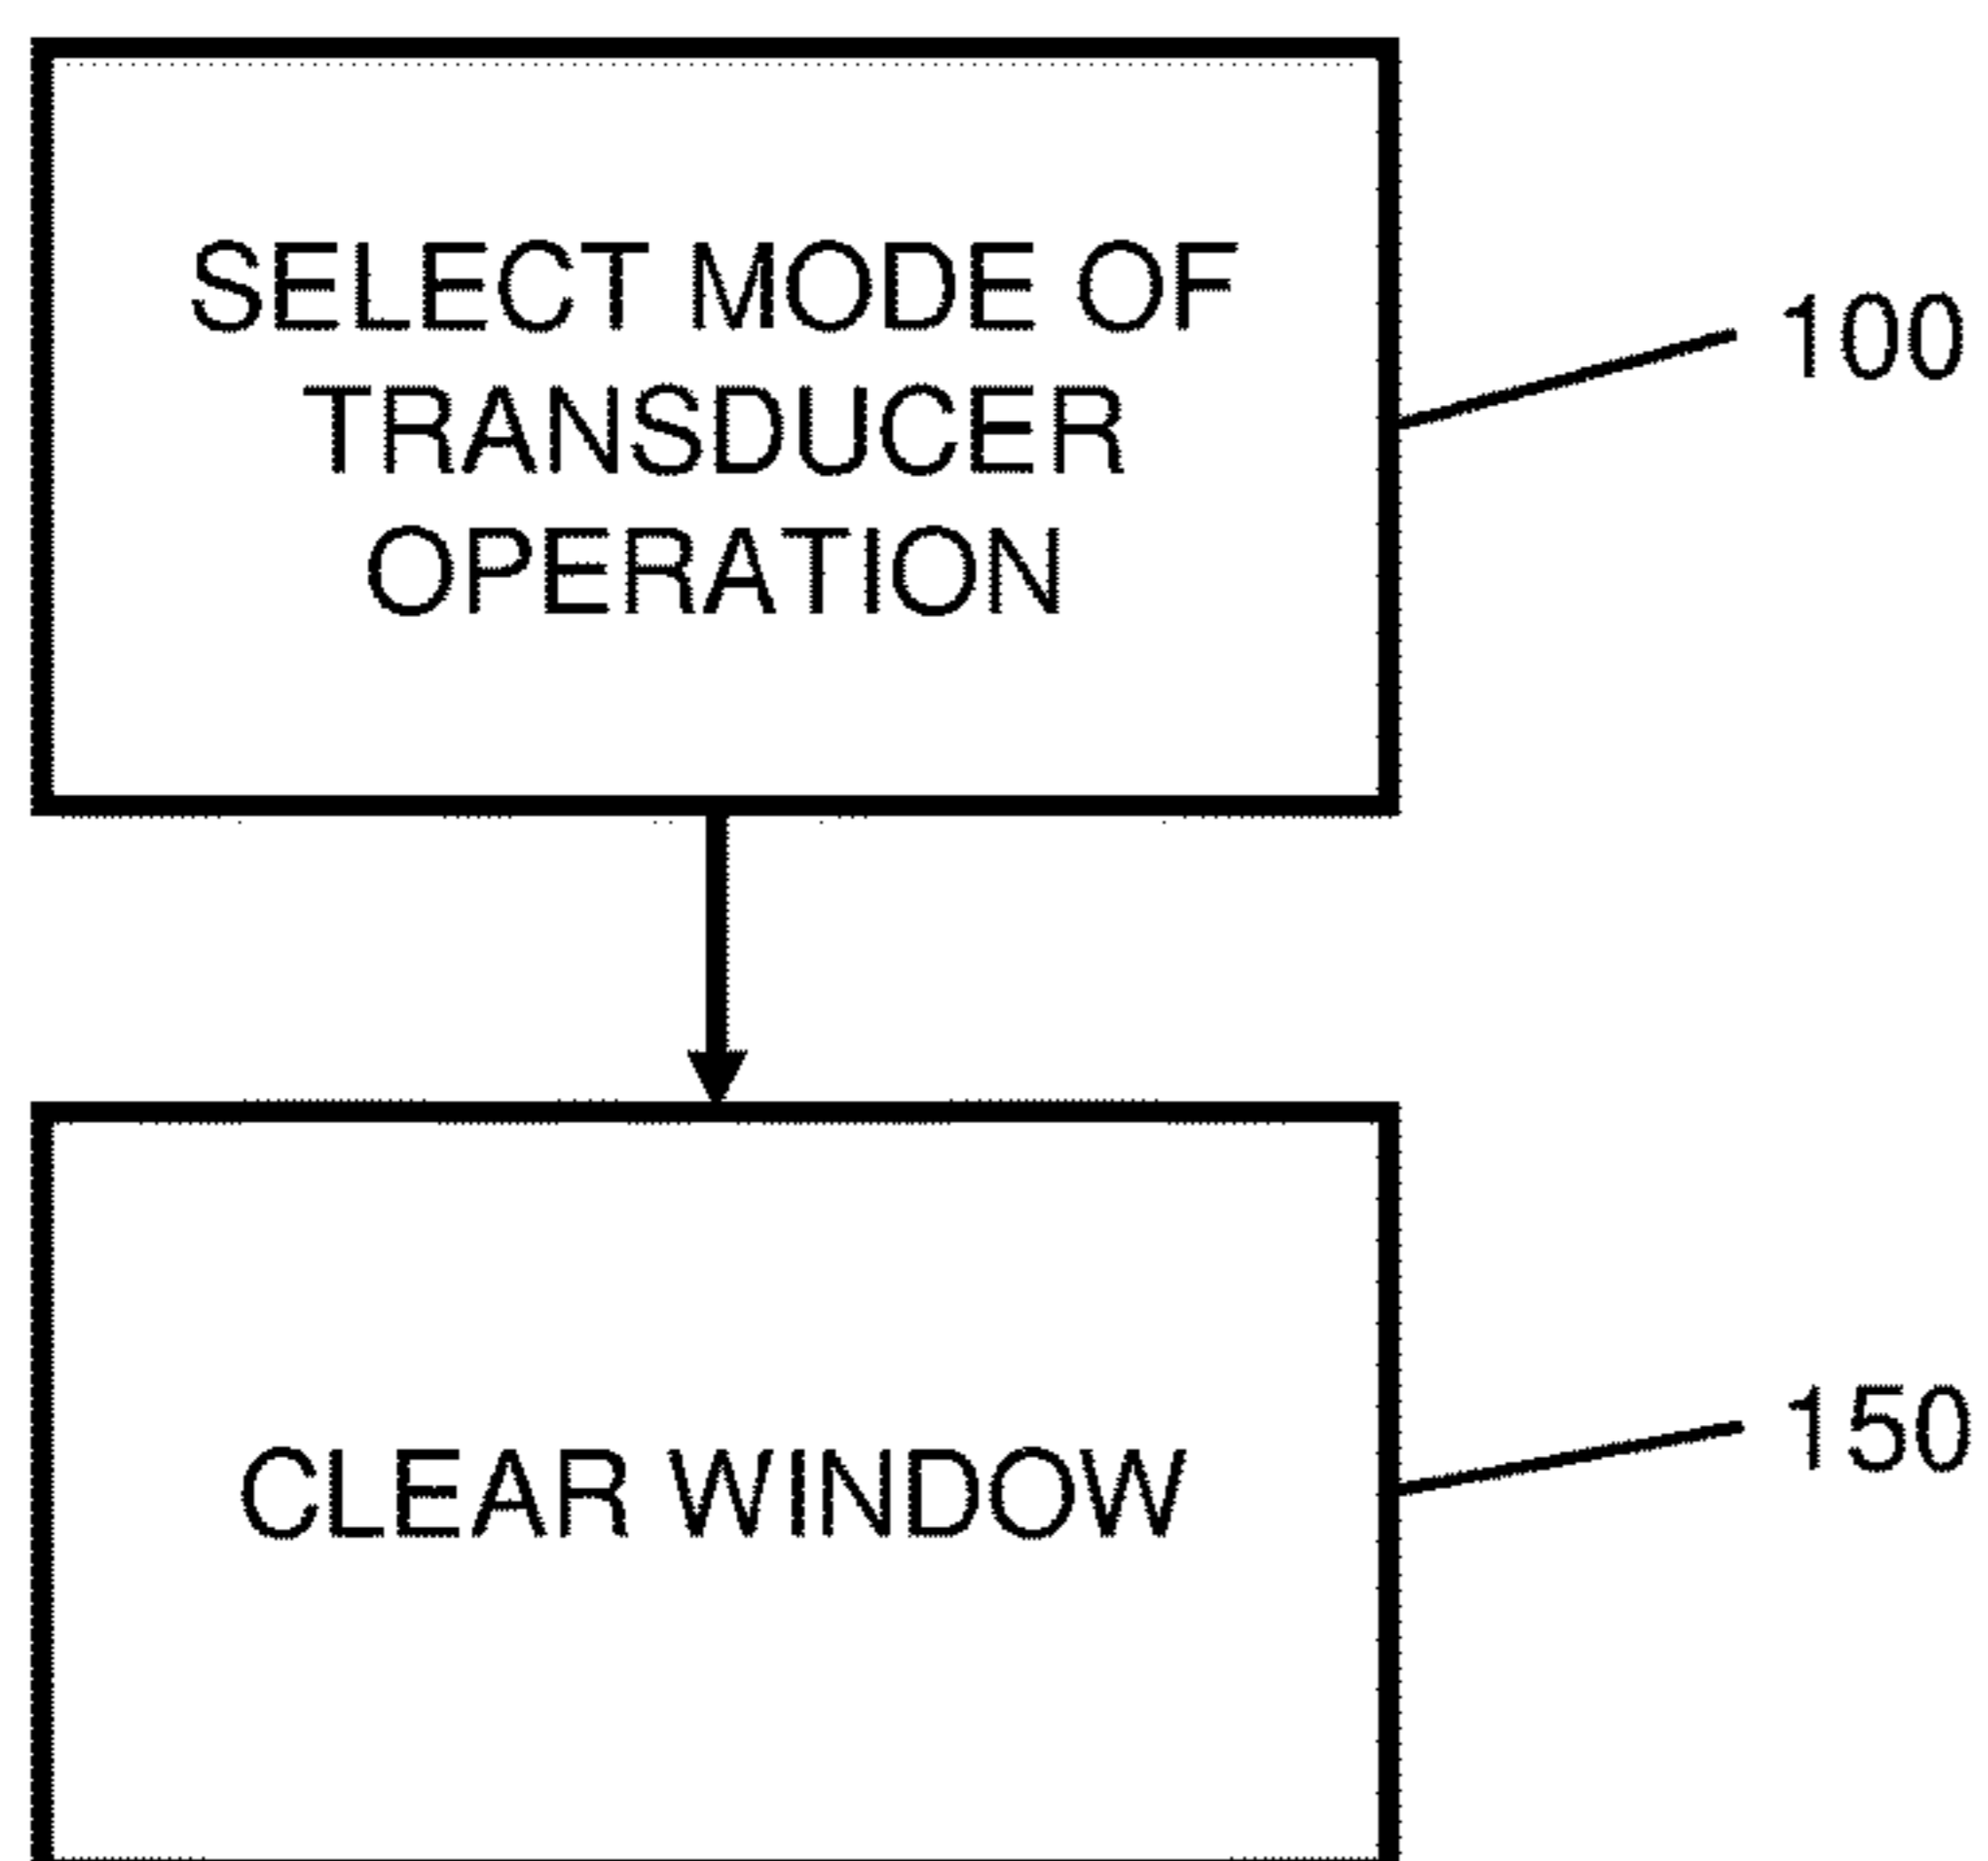 SELECT MODE OF
TRANSDUCER
OPERATION
100
CLEAR WINDOW
150